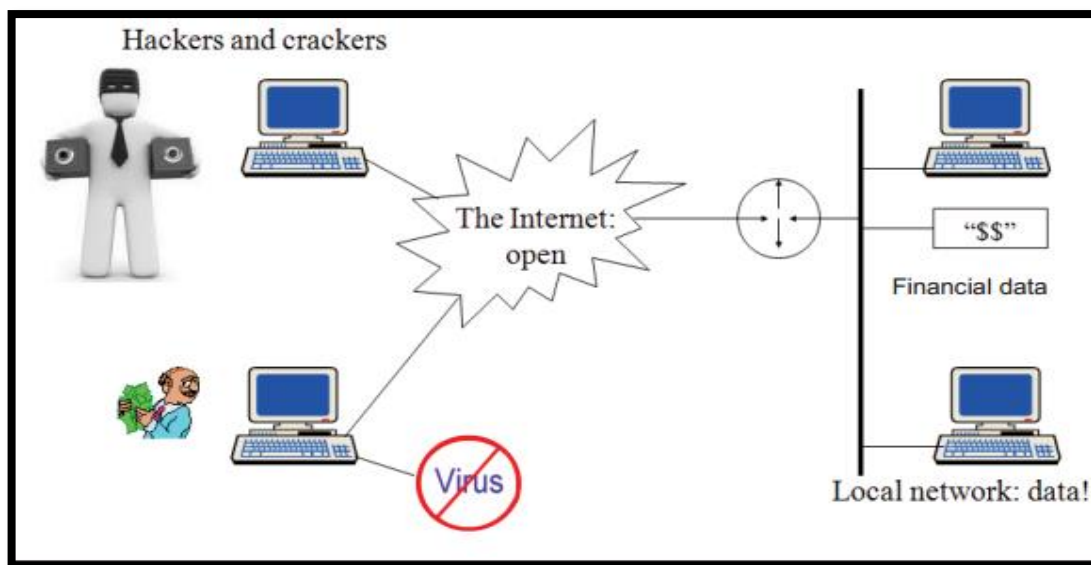 Hackers and crackers
The Internet:
open
“$$”
Financial data
Virus
Local network: data!